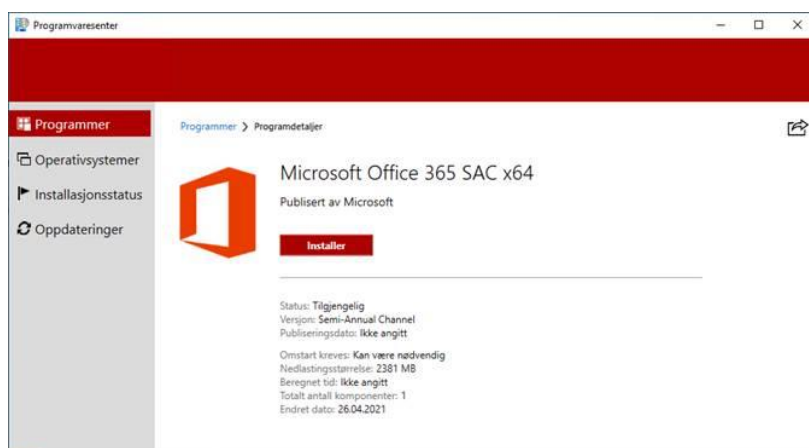 Programvaresenter
Programmer
Operativsystemer
Installasjonsstatus
Oppdateringer
Programmer > Programdetaljer
Microsoft Office 365 SAC x64
Publisert av Microsoft
Installer
Status: Tilgjengelig
Versjon: Semi-Annual Channel
Publiseringsdato: Ikke angitt
Omstart kreves: Kan være nødvendig
Nedlastingsstørrelse: 2381 MB
Beregnet tid: Ikke angitt
Totalt antall komponenter: 1
Endret dato: 26.04.2021